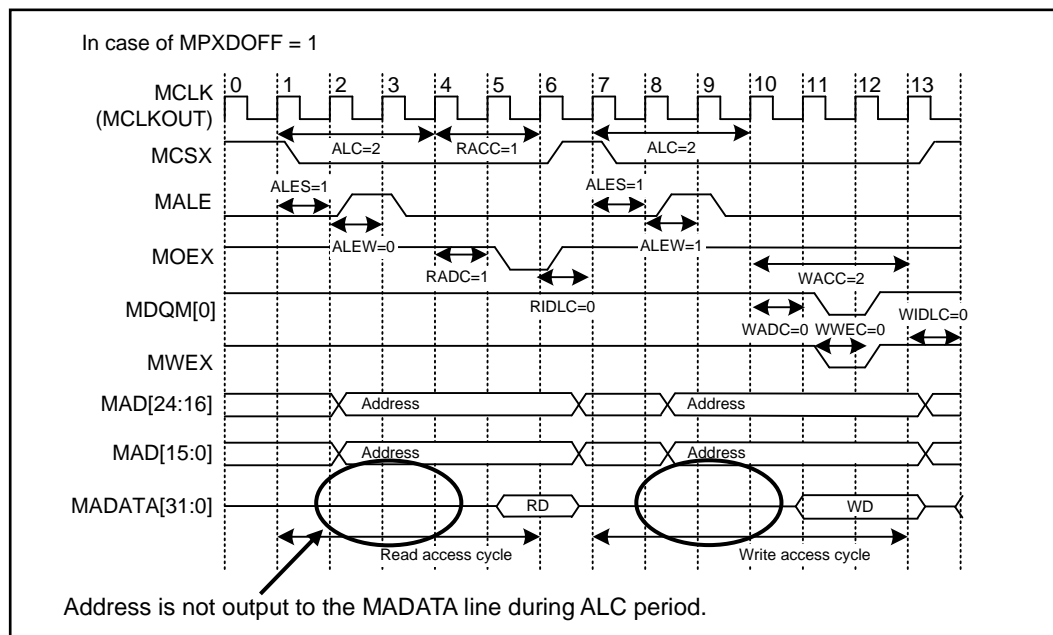 In case of MPXDOFF = 1
0 1 2 3 4 5 6 7 8 9 10 11 12 13
MCLK
(MCLKOUT)
ALC=2 RACC=1 ALC=2
MCSX
ALES=1 ALES=1
MALE
ALEW=0 ALEW=1
MOEX
RADC=1 WACC=2
RIDLC=0
MDQM[0]
WADC=0 WWEC=0 WIDLC=0
MWEX
MAD[24:16] Address Address
MAD[15:0] Address Address
MADATA[31:0] RD WD
Read access cycle Write access cycle
Address is not output to the MADATA line during ALC period.